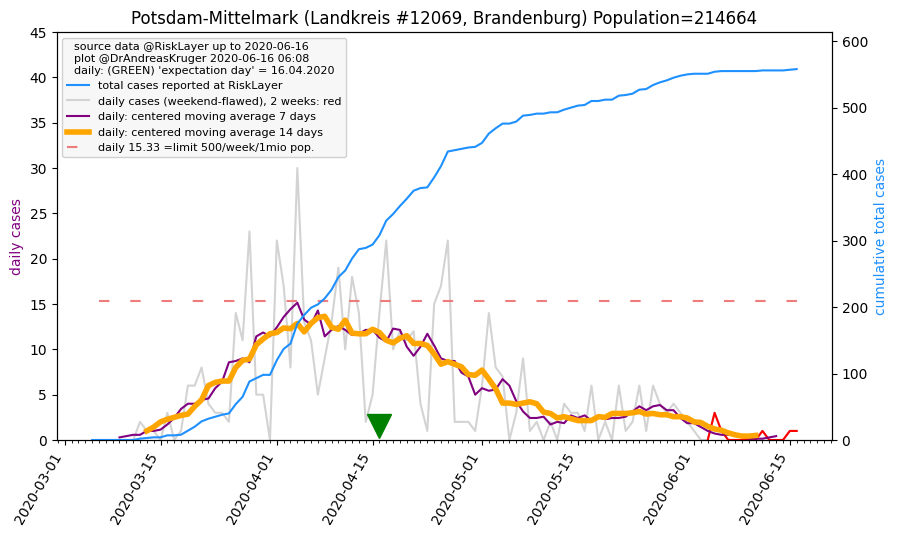 Potsdam-Mittelmark (Landkreis #12069, Brandenburg) Population=214664
source data @RiskLayer up to 2020-06-16
plot @DrAndreasKruger 2020-06-16 06:08
daily: (GREEN) 'expectation day' = 16.04.2020
total cases reported at RiskLayer
daily cases (weekend-flawed), 2 weeks: red
daily: centered moving average 7 days
daily: centered moving average 14 days
daily 15.33 =limit 500/week/1mio pop.
daily cases
45
40
35
30
25
20
15
10
5
0
600
500
400
300
200
100
0
cumulative total cases
2020-03-01
2020-03-15
2020-04-01
2020-04-15
2020-05-01
2020-05-15
2020-06-01
2020-06-15